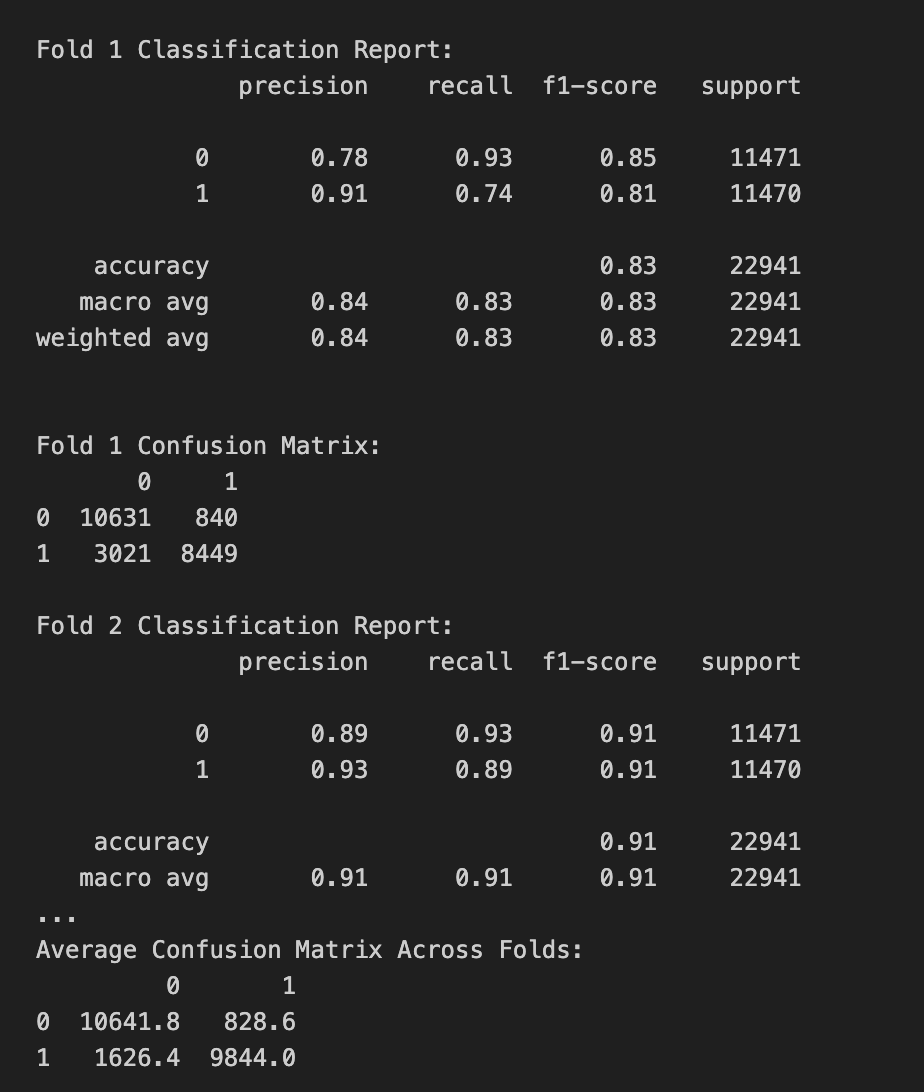 Fold 1 Classification Report:
precision recall f1-score support
0 0.78 0.93 0.85 11471
1 0.91 0.74 0.81 11470
accuracy 0.83 22941
macro avg 0.84 0.83 0.83 22941
weighted avg 0.84 0.83 0.83 22941
Fold 1 Confusion Matrix:
0 1
0 10631 840
1 3021 8449
Fold 2 Classification Report:
precision recall f1-score support
0 0.89 0.93 0.91 11471
1 0.93 0.89 0.91 11470
accuracy 0.91 22941
macro avg 0.91 0.91 0.91 22941
...
Average Confusion Matrix Across Folds:
0 1
0 10641.8 828.6
1 1626.4 9844.0